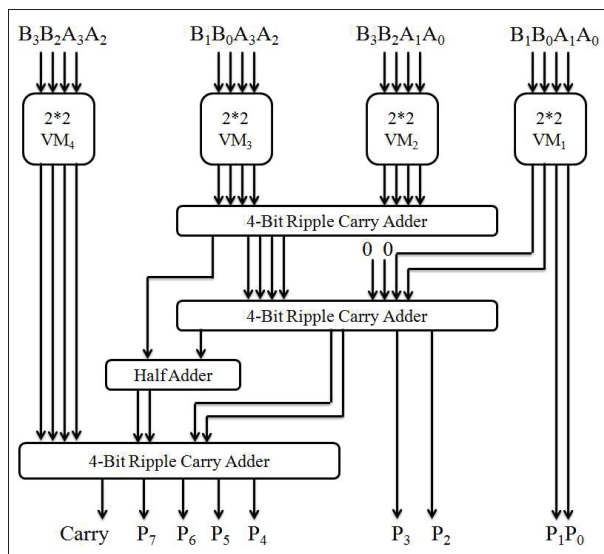 B₃B₂A₃A₂ B₁B₀A₃A₂ B₃B₂A₁A₀ B₁B₀A₁A₀
2*2 2*2 2*2 2*2
VM₄ VM₃ VM₂ VM₁
4-Bit Ripple Carry Adder
0 0
4-Bit Ripple Carry Adder
Half Adder
4-Bit Ripple Carry Adder
Carry P₇ P₆ P₅ P₄ P₃ P₂ P₁P₀